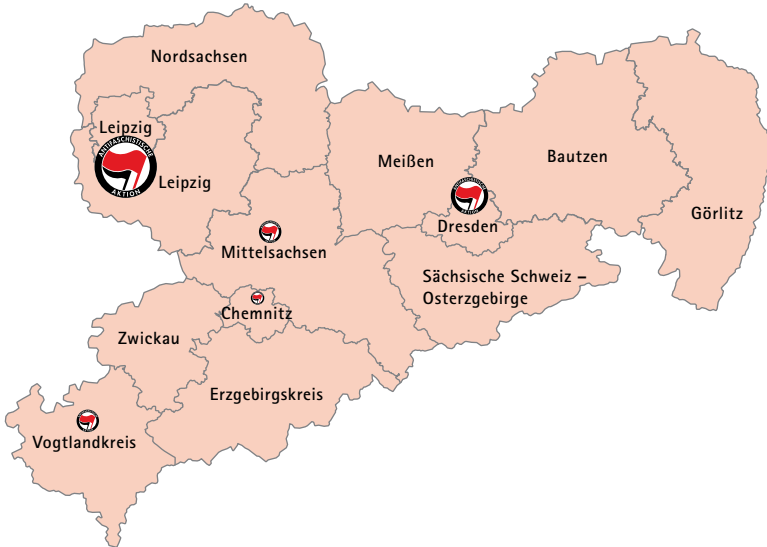 Nordsachsen
Leipzig
ANTIFASCHISTISCHE
AKTION
Leipzig
Meißen
Bautzen
Görlitz
Dresden
Mittelsachsen
Sächsische Schweiz –
Osterzgebirge
Chemnitz
Zwickau
Erzgebirgskreis
Vogtlandkreis